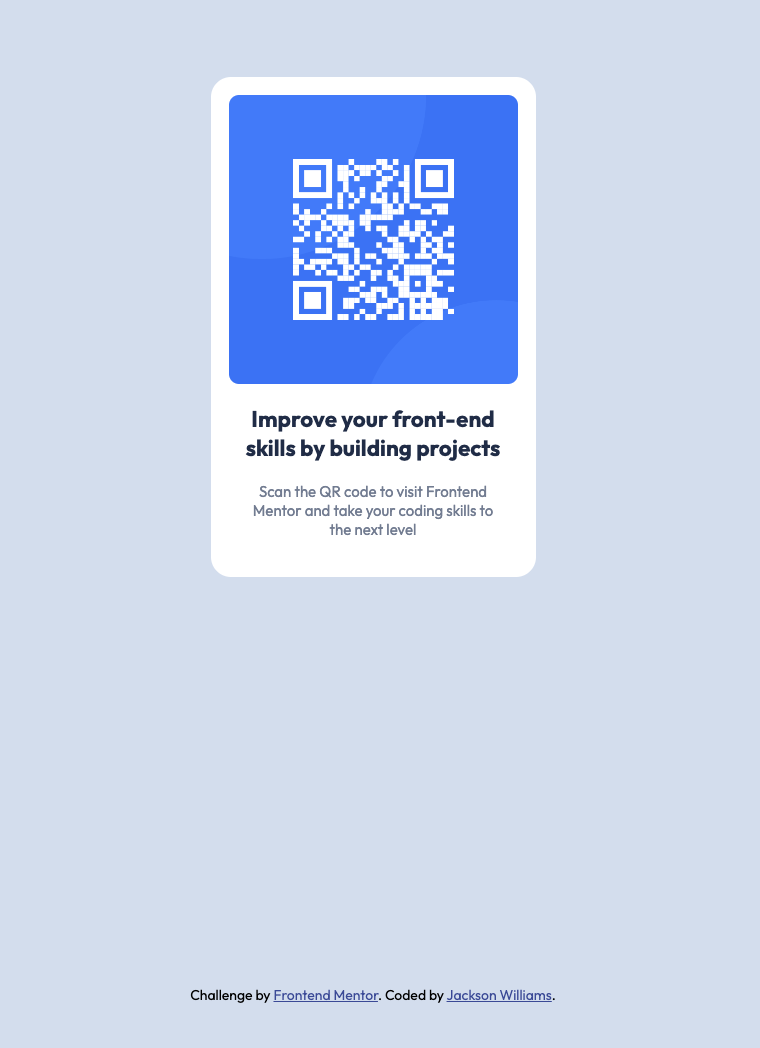 Improve your front-end
skills by building projects
Scan the QR code to visit Frontend
Mentor and take your coding skills to
the next level
Challenge by Frontend Mentor. Coded by Jackson Williams.